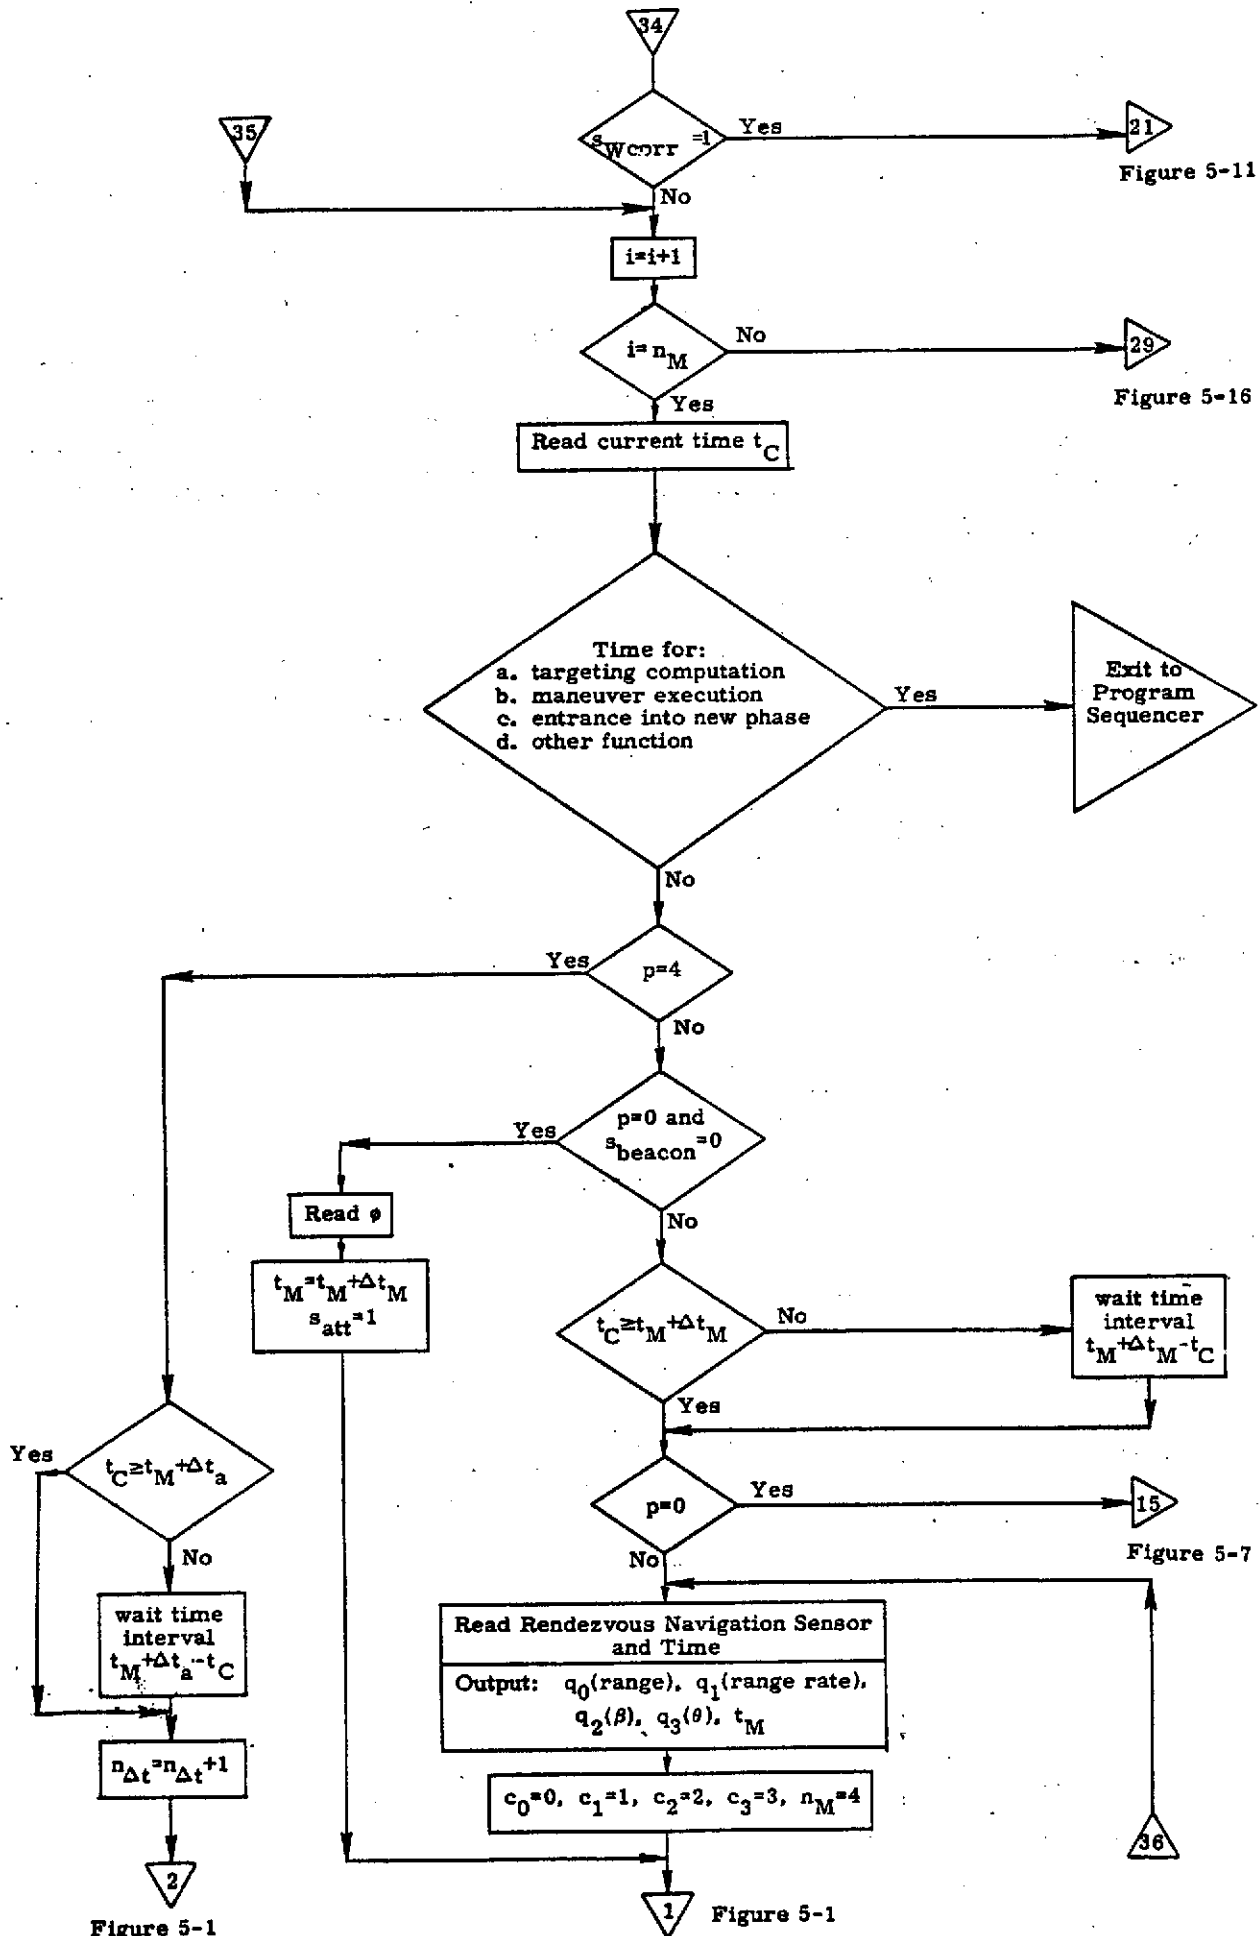 34
35
s_Wcorr =1
Yes
21
Figure 5-11
No
i=i+1
i=n_M
No
29
Figure 5-16
Yes
Read current time t_C
Time for:
a. targeting computation
b. maneuver execution
c. entrance into new phase
d. other function
Yes
Exit to
Program
Sequencer
No
p=4
Yes
No
p=0 and
s_beacon=0
Yes
Read φ
t_M=t_M+Δt_M
s_att=1
No
t_C≥t_M+Δt_M
No
wait time
interval
t_M+Δt_M-t_C
Yes
Yes
t_C≥t_M+Δt_a
No
wait time
interval
t_M+Δt_a-t_C
n_Δt=n_Δt+1
2
Figure 5-1
p=0
Yes
15
Figure 5-7
No
Read Rendezvous Navigation Sensor
and Time
Output: q_0(range), q_1(range rate),
q_2(β), q_3(θ), t_M
c_0=0, c_1=1, c_2=2, c_3=3, n_M=4
36
1
Figure 5-1